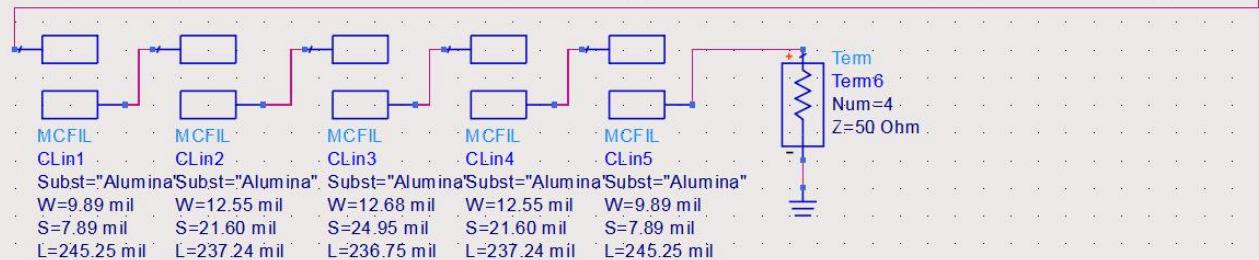 MCFIL
CLin1
Subst="Alumina"
W=9.89 mil
S=7.89 mil
L=245.25 mil
MCFIL
CLin2
Subst="Alumina"
W=12.55 mil
S=21.60 mil
L=237.24 mil
MCFIL
CLin3
Subst="Alumina"
W=12.68 mil
S=24.95 mil
L=236.75 mil
MCFIL
CLin4
Subst="Alumina"
W=12.55 mil
S=21.60 mil
L=237.24 mil
MCFIL
CLin5
Subst="Alumina"
W=9.89 mil
S=7.89 mil
L=245.25 mil
+
-
Term
Term6
Num=4
Z=50 Ohm